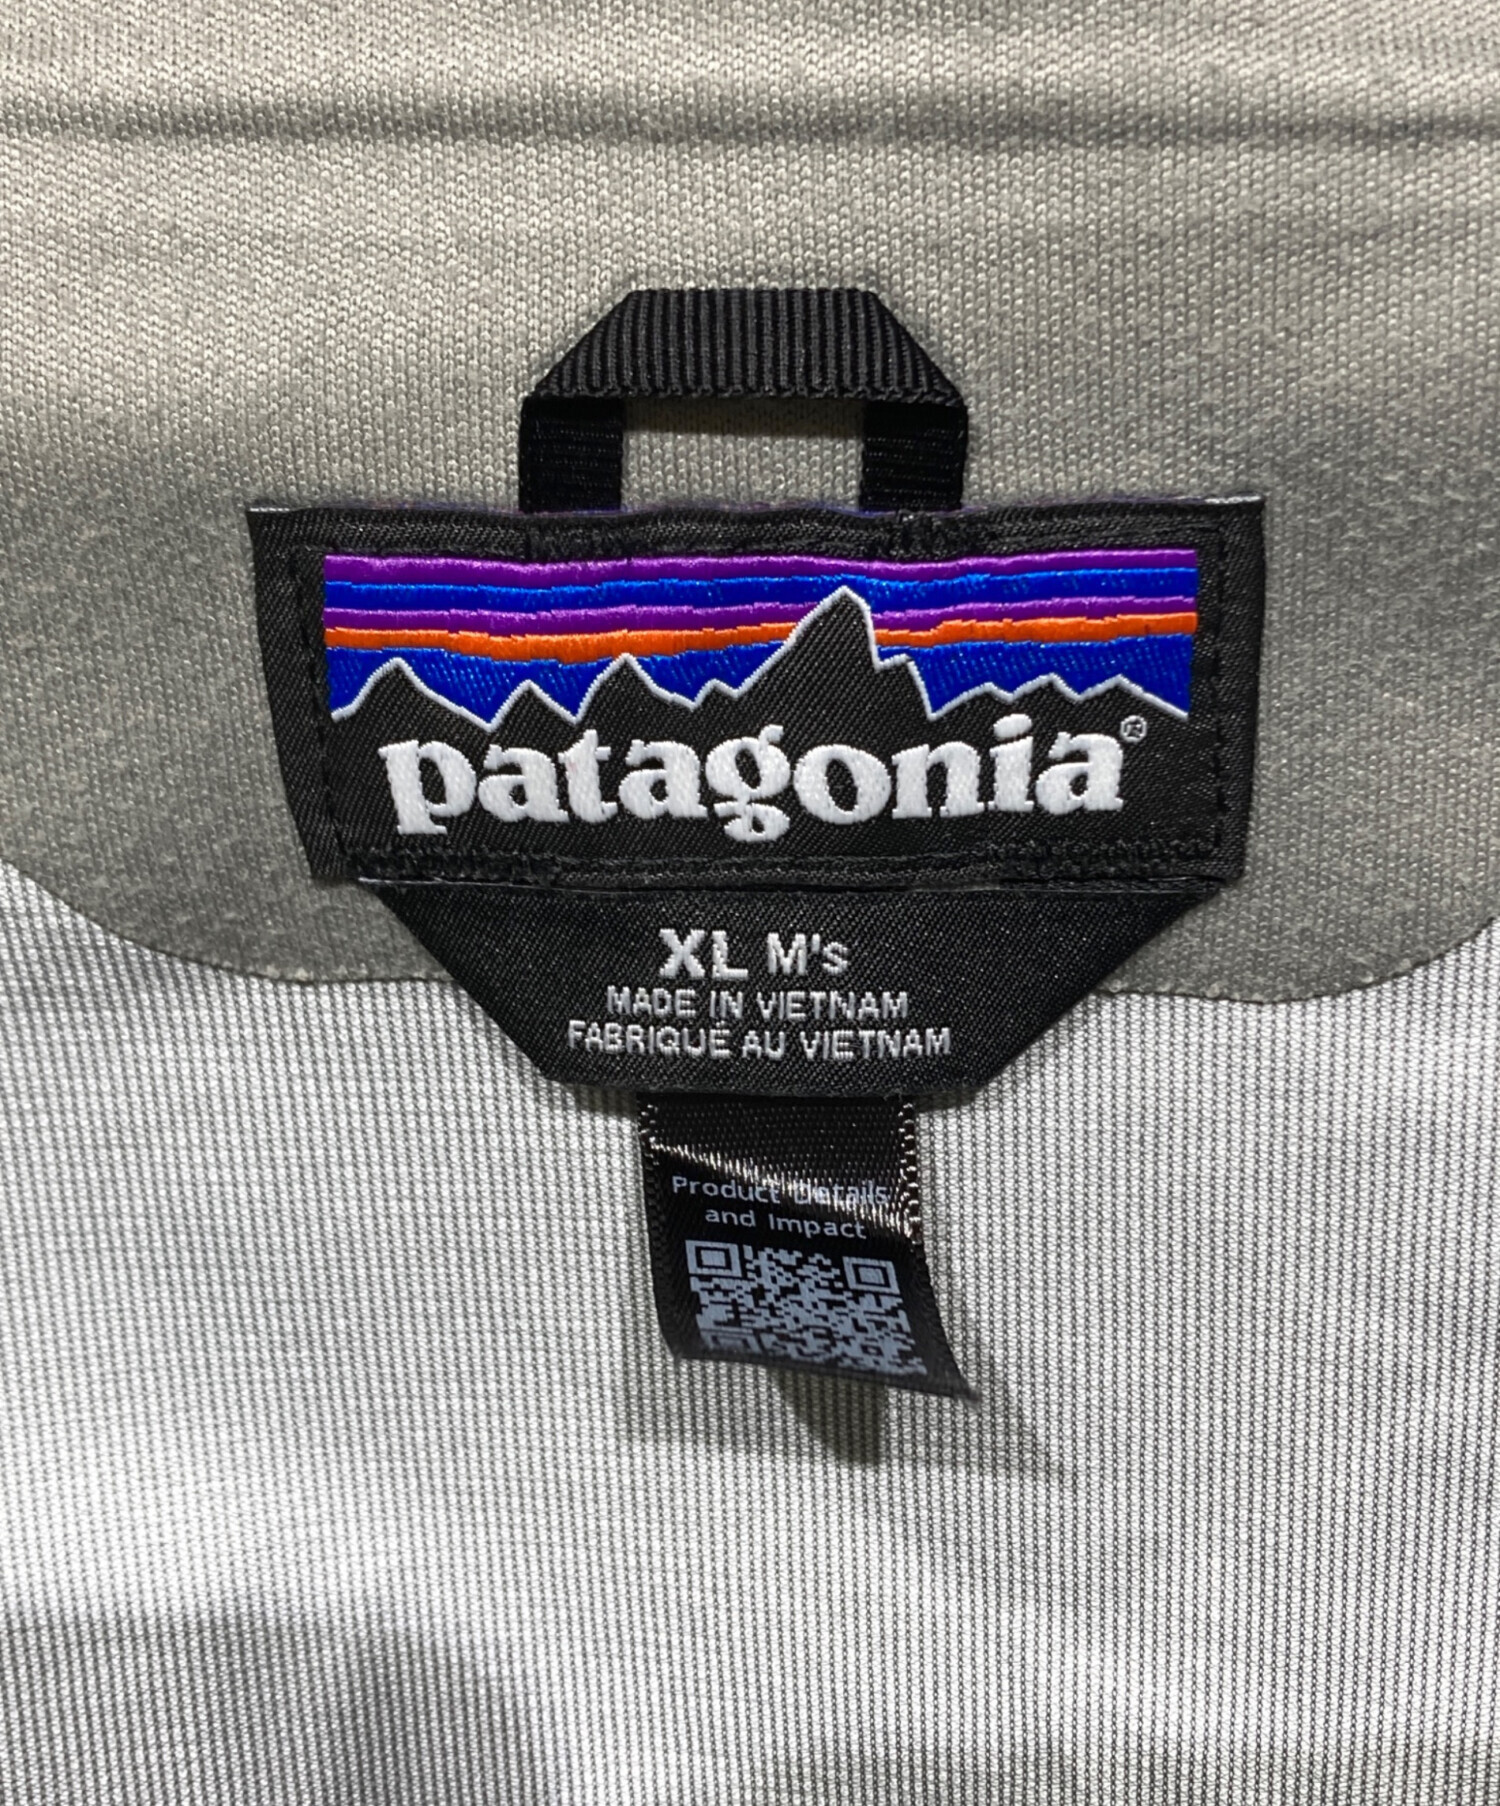 patagonia®
XL M's
MADE IN VIETNAM
FABRIQUÉ AU VIETNAM
Product Details
and Impact